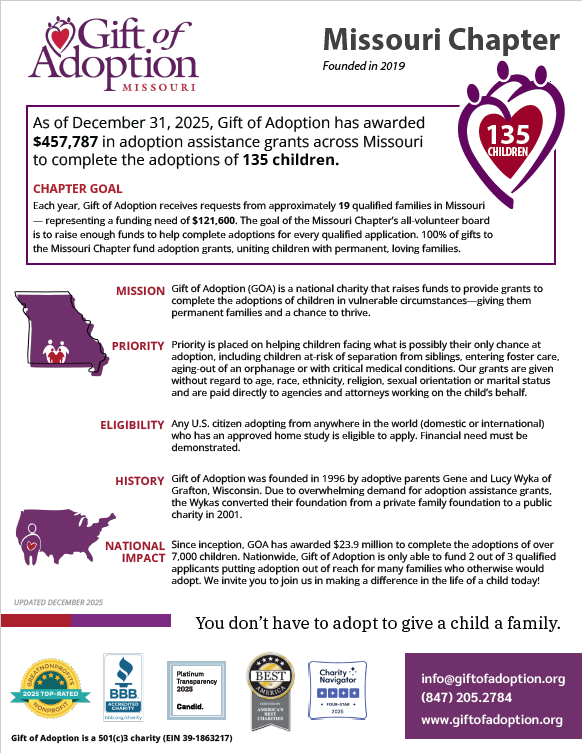 Gift of
Adoption
MISSOURI
Missouri Chapter
Founded in 2019
As of December 31, 2025, Gift of Adoption has awarded
$457,787 in adoption assistance grants across Missouri
to complete the adoptions of 135 children.
135
CHILDREN
CHAPTER GOAL
Each year, Gift of Adoption receives requests from approximately 19 qualified families in Missouri
— representing a funding need of $121,600. The goal of the Missouri Chapter's all-volunteer board
is to raise enough funds to help complete adoptions for every qualified application. 100% of gifts to
the Missouri Chapter fund adoption grants, uniting children with permanent, loving families.
MISSION
Gift of Adoption (GOA) is a national charity that raises funds to provide grants to
complete the adoptions of children in vulnerable circumstances—giving them
permanent families and a chance to thrive.
PRIORITY
Priority is placed on helping children facing what is possibly their only chance at
adoption, including children at-risk of separation from siblings, entering foster care,
aging-out of an orphanage or with critical medical conditions. Our grants are given
without regard to age, race, ethnicity, religion, sexual orientation or marital status
and are paid directly to agencies and attorneys working on the child's behalf.
ELIGIBILITY
Any U.S. citizen adopting from anywhere in the world (domestic or international)
who has an approved home study is eligible to apply. Financial need must be
demonstrated.
HISTORY
Gift of Adoption was founded in 1996 by adoptive parents Gene and Lucy Wyka of
Grafton, Wisconsin. Due to overwhelming demand for adoption assistance grants,
the Wykas converted their foundation from a private family foundation to a public
charity in 2001.
NATIONAL
IMPACT
Since inception, GOA has awarded $23.9 million to complete the adoptions of over
7,000 children. Nationwide, Gift of Adoption is only able to fund 2 out of 3 qualified
applicants putting adoption out of reach for many families who otherwise would
adopt. We invite you to join us in making a difference in the life of a child today!
UPDATED DECEMBER 2025
You don't have to adopt to give a child a family.
GREATNONPROFITS
2025 TOP-RATED
NONPROFIT
BBB
ACCREDITED
CHARITY
bbb.org/charity
Platinum
Transparency
2025
Candid.
BEST
AMERICA
AMERICA'S
BEST
CHARITIES
Charity
Navigator
FOUR-STAR
2025
info@giftofadoption.org
(847) 205.2784
www.giftofadoption.org
Gift of Adoption is a 501(c)3 charity (EIN 39-1863217)